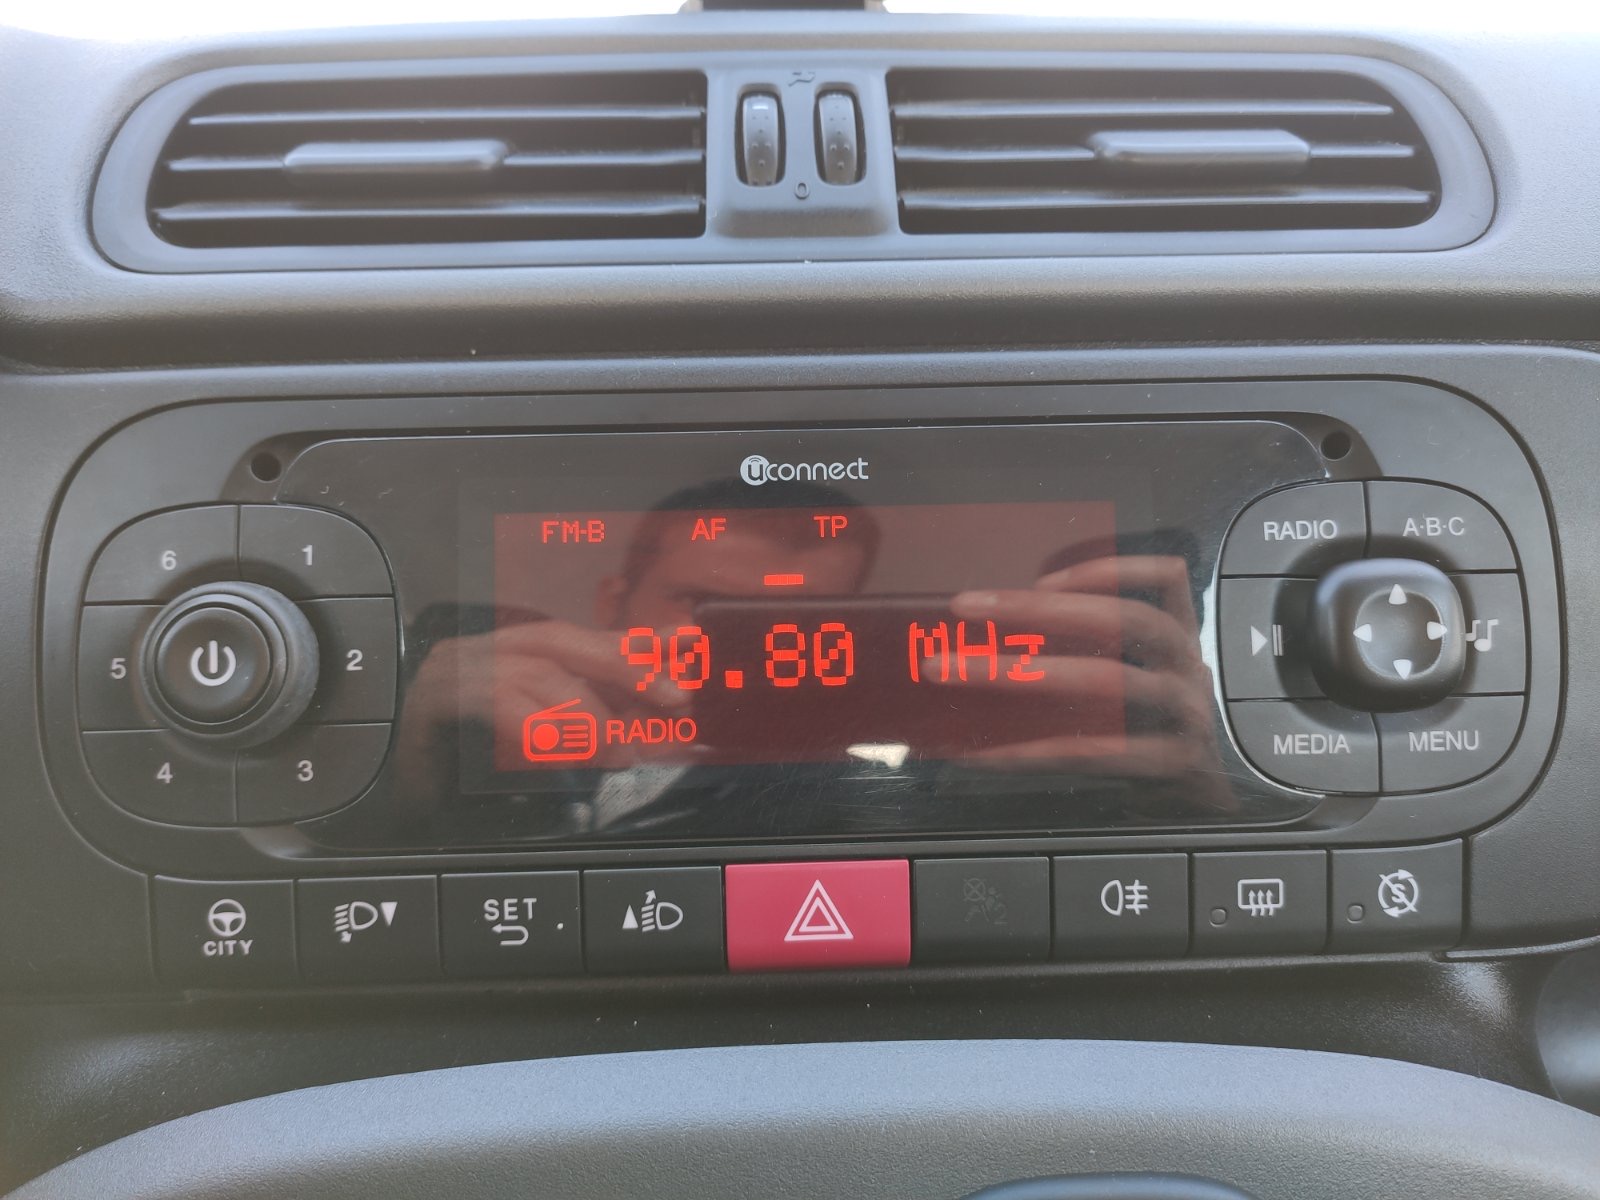 0
uconnect
FM-B AF TP
-
90.80 MHz
RADIO
6 1
5 2
4 3
RADIO A·B·C
MEDIA MENU
CITY
SET